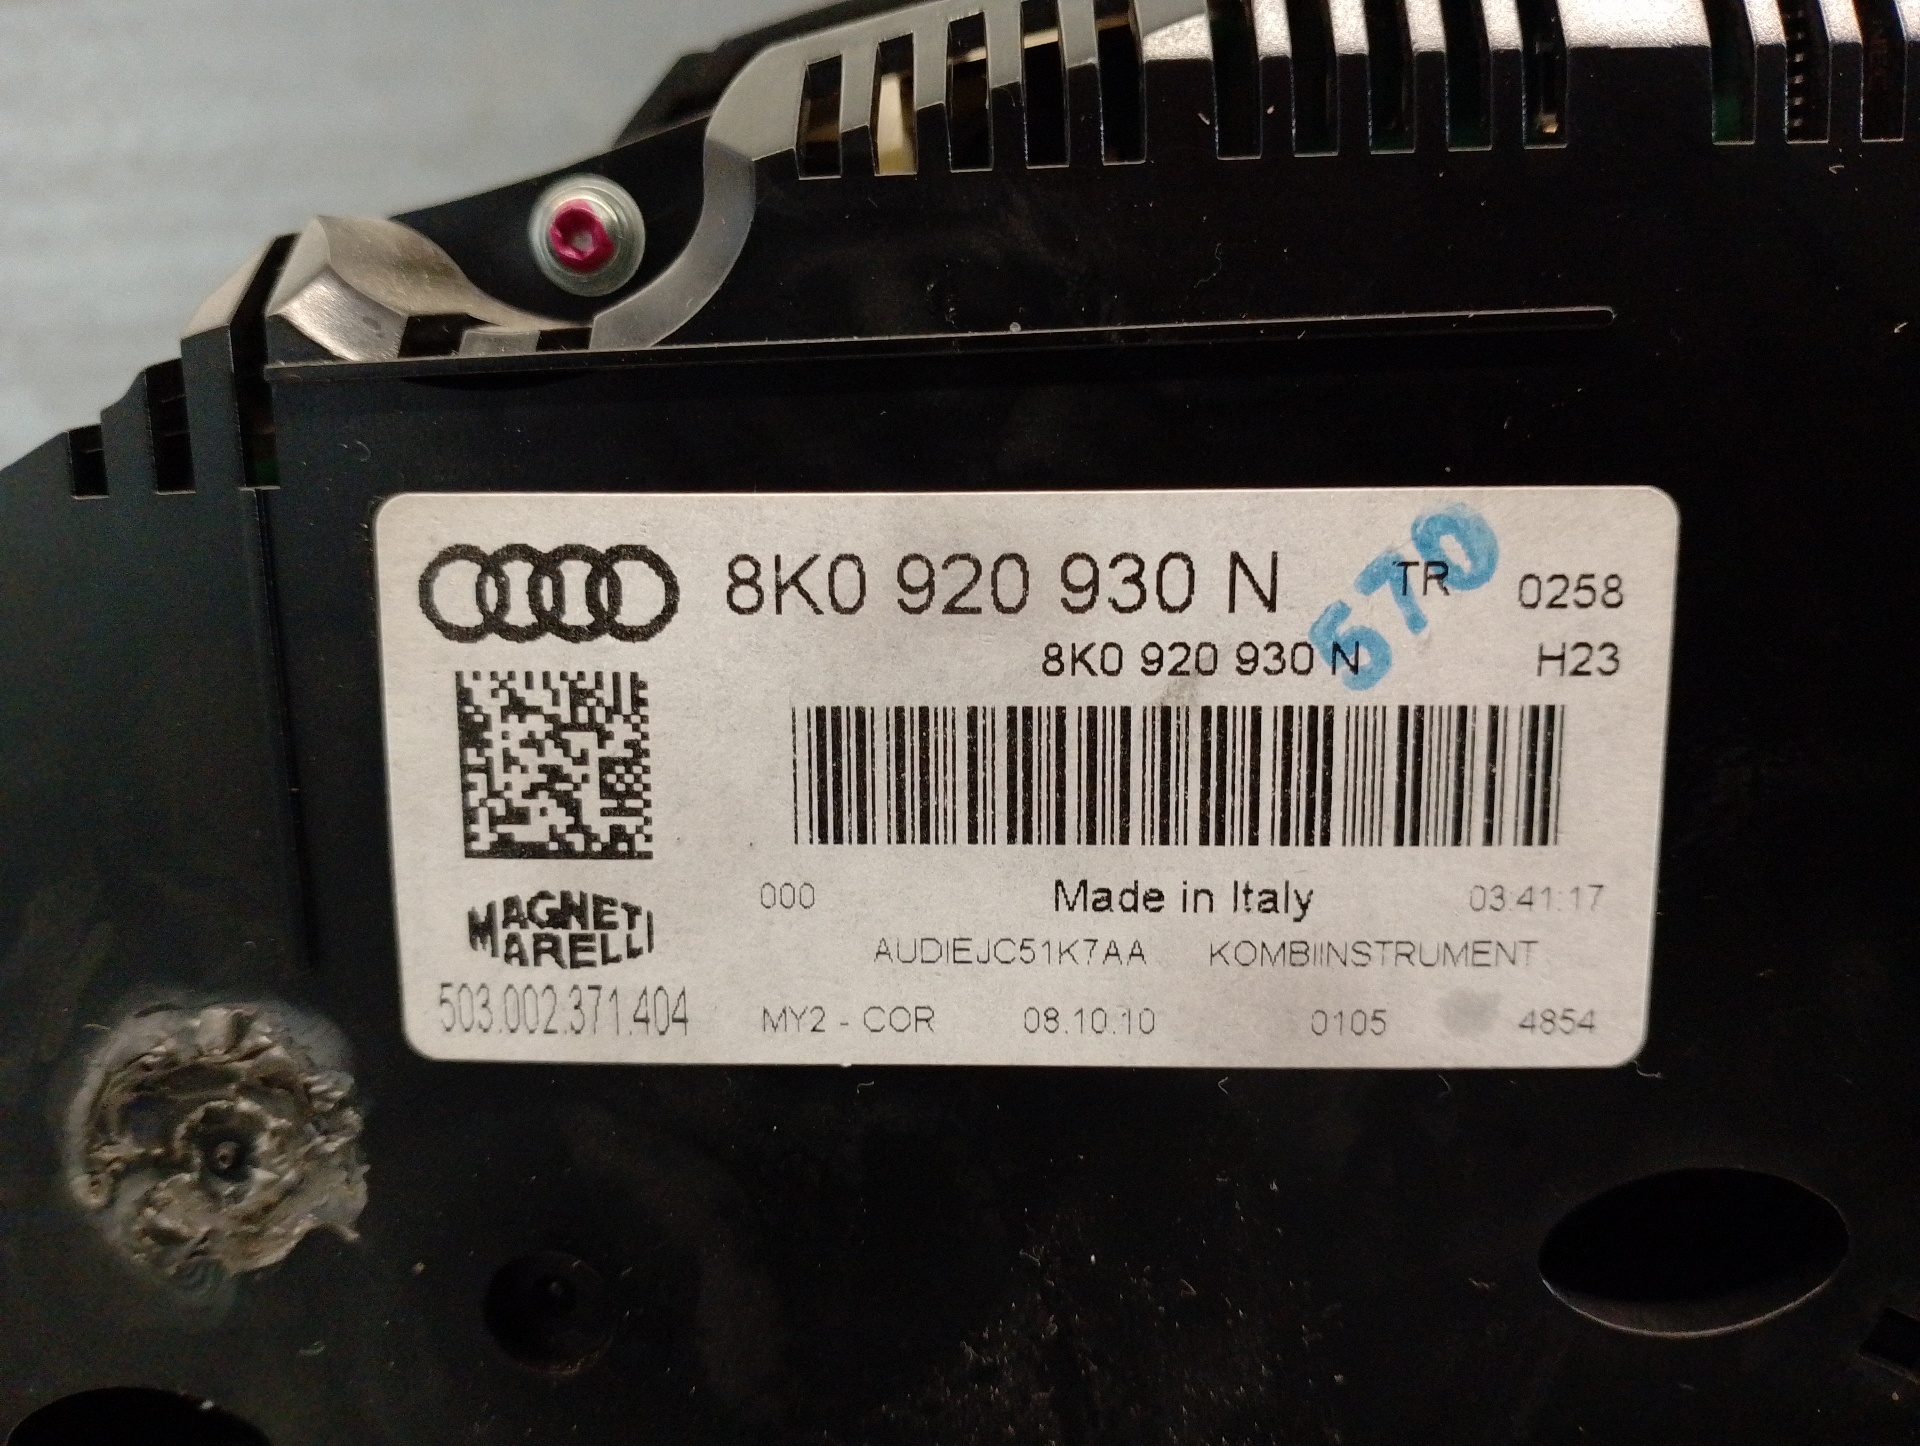 8K0 920 930 N TR 0258
570
8K0 920 930 N H23
000 Made in Italy 03:41:17
MAGNETI
MARELLI
AUDIEJC51K7AA KOMBIINSTRUMENT
503.002.371.404 MY2 - COR 08.10.10 0105 4854